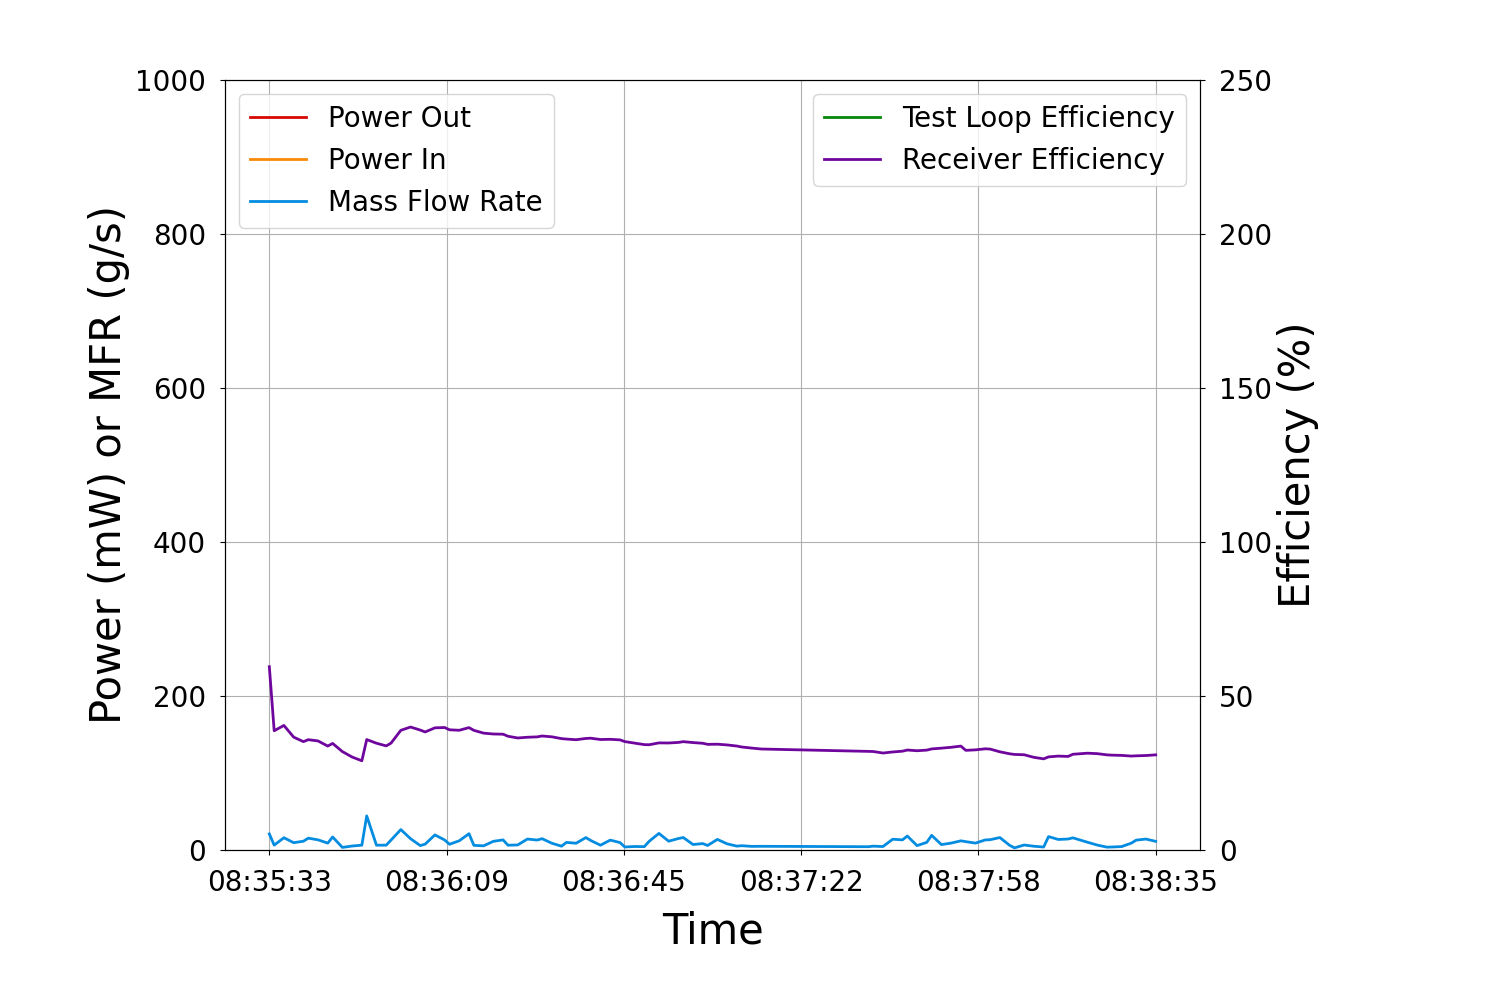 Power (mW) or MFR (g/s)
1000
800
600
400
200
0
Power Out
Power In
Mass Flow Rate
Test Loop Efficiency
Receiver Efficiency
250
200
150
100
50
0
Efficiency (%)
08:35:33 08:36:09 08:36:45 08:37:22 08:37:58 08:38:35
Time